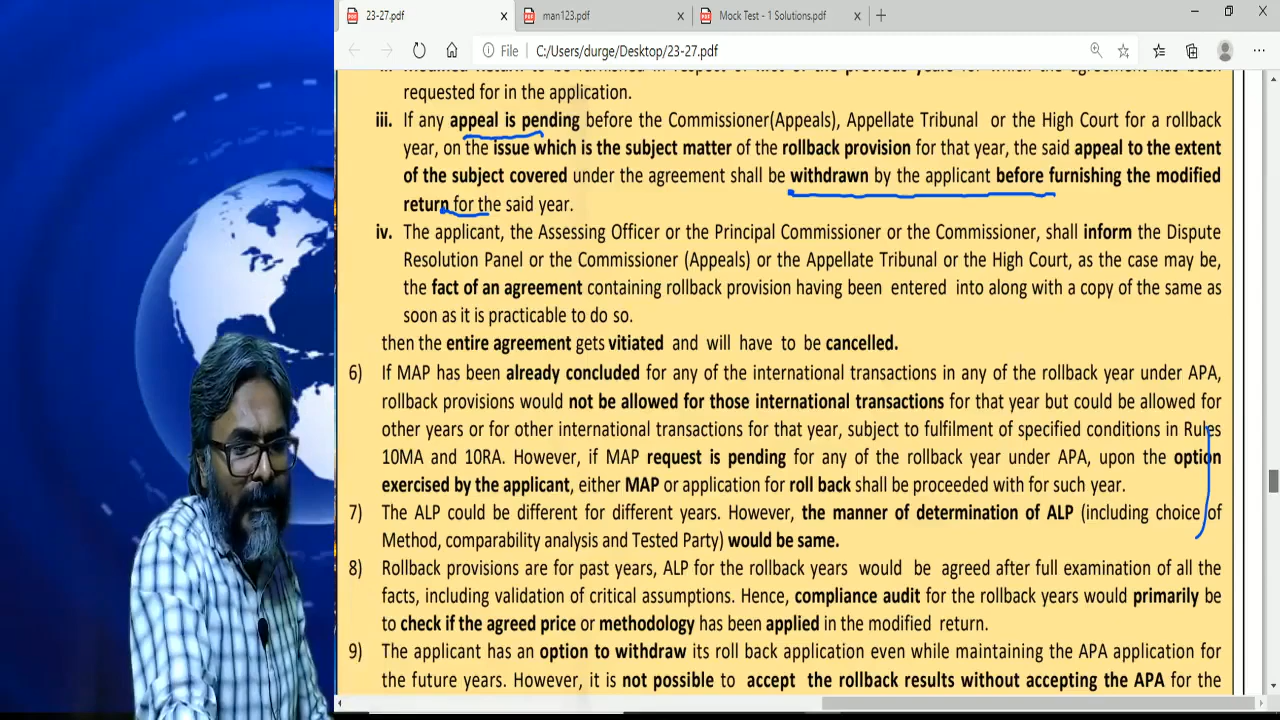 23-27.pdf
man123.pdf
Mock Test - 1 Solutions.pdf
File
C:/Users/durge/Desktop/23-27.pdf
requested for in the application.
iii. If any appeal is pending before the Commissioner(Appeals), Appellate Tribunal or the High Court for a rollback
year, on the issue which is the subject matter of the rollback provision for that year, the said appeal to the extent
of the subject covered under the agreement shall be withdrawn by the applicant before furnishing the modified
return for the said year.
iv. The applicant, the Assessing Officer or the Principal Commissioner or the Commissioner, shall inform the Dispute
Resolution Panel or the Commissioner (Appeals) or the Appellate Tribunal or the High Court, as the case may be,
the fact of an agreement containing rollback provision having been entered into along with a copy of the same as
soon as it is practicable to do so.
then the entire agreement gets vitiated and will have to be cancelled.
6) If MAP has been already concluded for any of the international transactions in any of the rollback year under APA,
rollback provisions would not be allowed for those international transactions for that year but could be allowed for
other years or for other international transactions for that year, subject to fulfilment of specified conditions in Rules
10MA and 10RA. However, if MAP request is pending for any of the rollback year under APA, upon the option
exercised by the applicant, either MAP or application for roll back shall be proceeded with for such year.
7) The ALP could be different for different years. However, the manner of determination of ALP (including choice of
Method, comparability analysis and Tested Party) would be same.
8) Rollback provisions are for past years, ALP for the rollback years would be agreed after full examination of all the
facts, including validation of critical assumptions. Hence, compliance audit for the rollback years would primarily be
to check if the agreed price or methodology has been applied in the modified return.
9) The applicant has an option to withdraw its roll back application even while maintaining the APA application for
the future years. However, it is not possible to accept the rollback results without accepting the APA for the